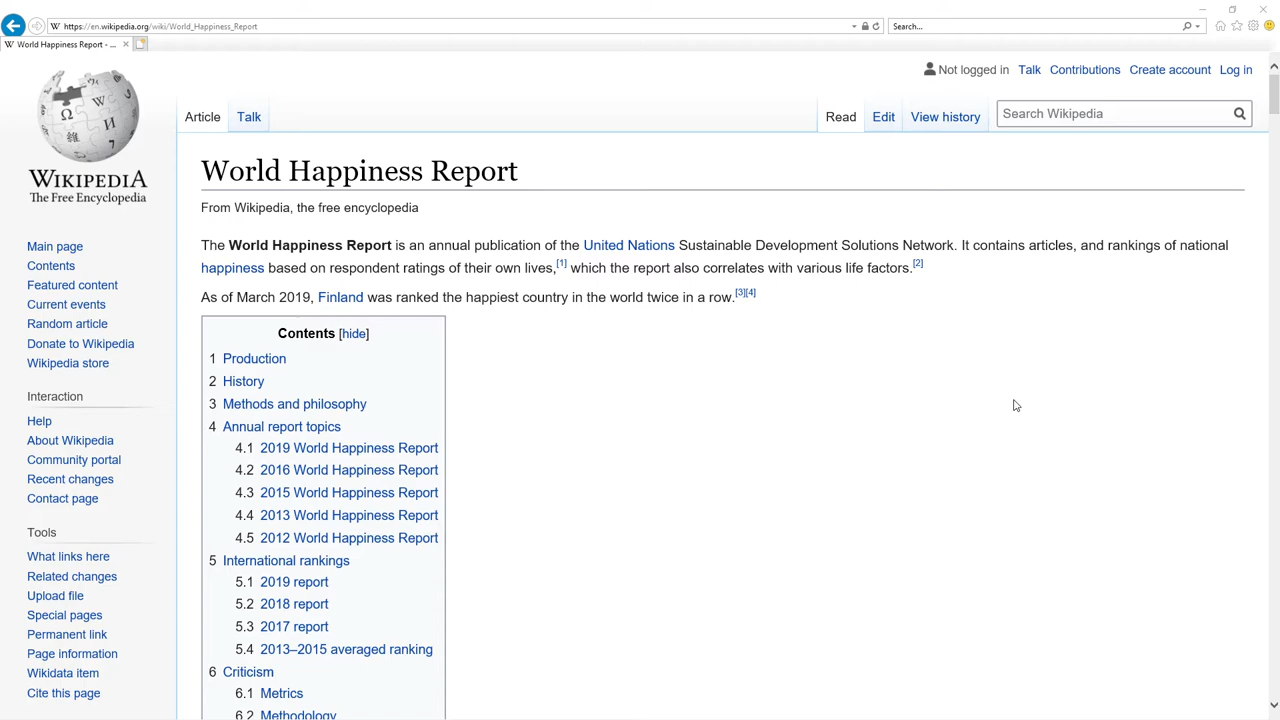 https://en.wikipedia.org/wiki/World_Happiness_Report
Search...
World Happiness Report - ...
Not logged in Talk Contributions Create account Log in
Article Talk Read Edit View history Search Wikipedia
WIKIPEDIA
The Free Encyclopedia
World Happiness Report
From Wikipedia, the free encyclopedia
The World Happiness Report is an annual publication of the United Nations Sustainable Development Solutions Network. It contains articles, and rankings of national
happiness based on respondent ratings of their own lives,[1] which the report also correlates with various life factors.[2]
As of March 2019, Finland was ranked the happiest country in the world twice in a row.[3][4]
Contents [hide]
1 Production
2 History
3 Methods and philosophy
4 Annual report topics
4.1 2019 World Happiness Report
4.2 2016 World Happiness Report
4.3 2015 World Happiness Report
4.4 2013 World Happiness Report
4.5 2012 World Happiness Report
5 International rankings
5.1 2019 report
5.2 2018 report
5.3 2017 report
5.4 2013–2015 averaged ranking
6 Criticism
6.1 Metrics
6.2 Methodology
Main page
Contents
Featured content
Current events
Random article
Donate to Wikipedia
Wikipedia store
Interaction
Help
About Wikipedia
Community portal
Recent changes
Contact page
Tools
What links here
Related changes
Upload file
Special pages
Permanent link
Page information
Wikidata item
Cite this page